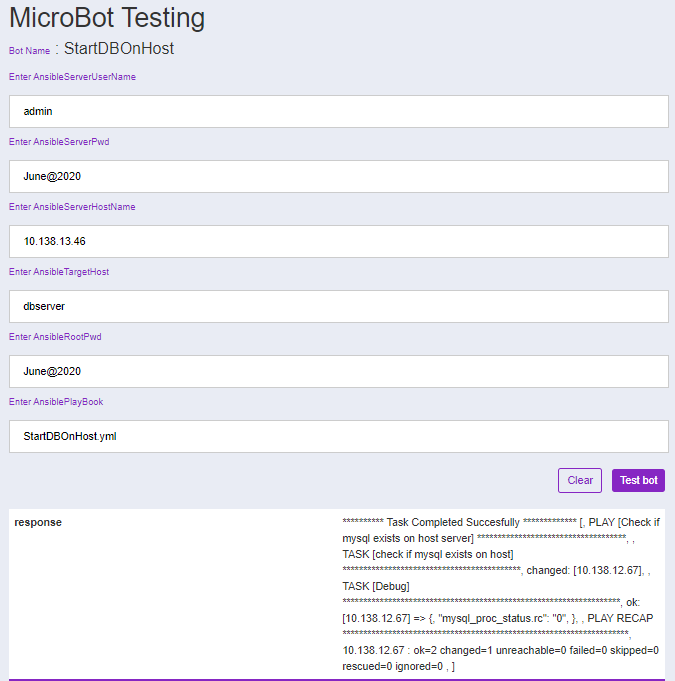 MicroBot Testing
Bot Name : StartDBOnHost
Enter AnsibleServerUserName
admin
Enter AnsibleServerPwd
June@2020
Enter AnsibleServerHostName
10.138.13.46
Enter AnsibleTargetHost
dbserver
Enter AnsibleRootPwd
June@2020
Enter AnsiblePlayBook
StartDBOnHost.yml
Clear Test bot
response
********** Task Completed Succesfully ************* [, PLAY [Check if
mysql exists on host server] ************************************, ,
TASK [check if mysql exists on host]
*******************************************, changed: [10.138.12.67], ,
TASK [Debug]
*******************************************************************, ok:
[10.138.12.67] => {, "mysql_proc_status.rc": "0", }, , PLAY RECAP
*********************************************************************,
10.138.12.67 : ok=2 changed=1 unreachable=0 failed=0 skipped=0
rescued=0 ignored=0 , ]